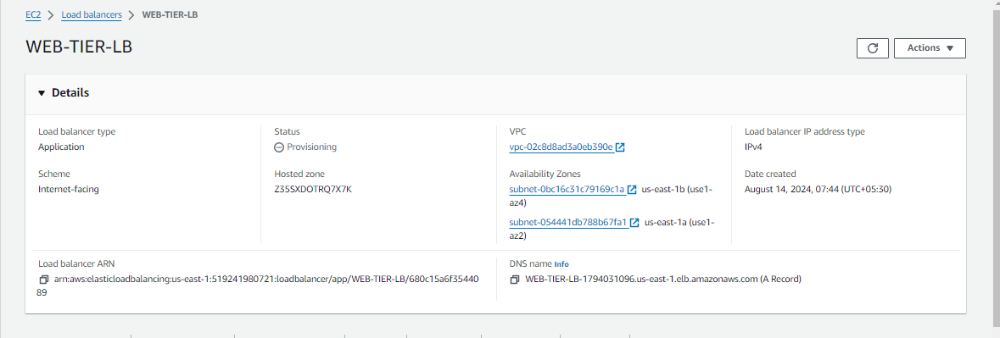 EC2 > Load balancers > WEB-TIER-LB
WEB-TIER-LB
Actions
Details
Load balancer type
Application
Status
Provisioning
VPC
vpc-02c8d8ad3a0eb390e
Load balancer IP address type
IPv4
Scheme
Internet-facing
Hosted zone
Z35SXDOTRQ7X7K
Availability Zones
subnet-0bc16c31c79169c1a us-east-1b (use1-
az4)
subnet-054441db788b67fa1 us-east-1a (use1-
az2)
Date created
August 14, 2024, 07:44 (UTC+05:30)
Load balancer ARN
arn:aws:elasticloadbalancing:us-east-1:519241980721:loadbalancer/app/WEB-TIER-LB/680c15a6f35440
89
DNS name Info
WEB-TIER-LB-1794031096.us-east-1.elb.amazonaws.com (A Record)